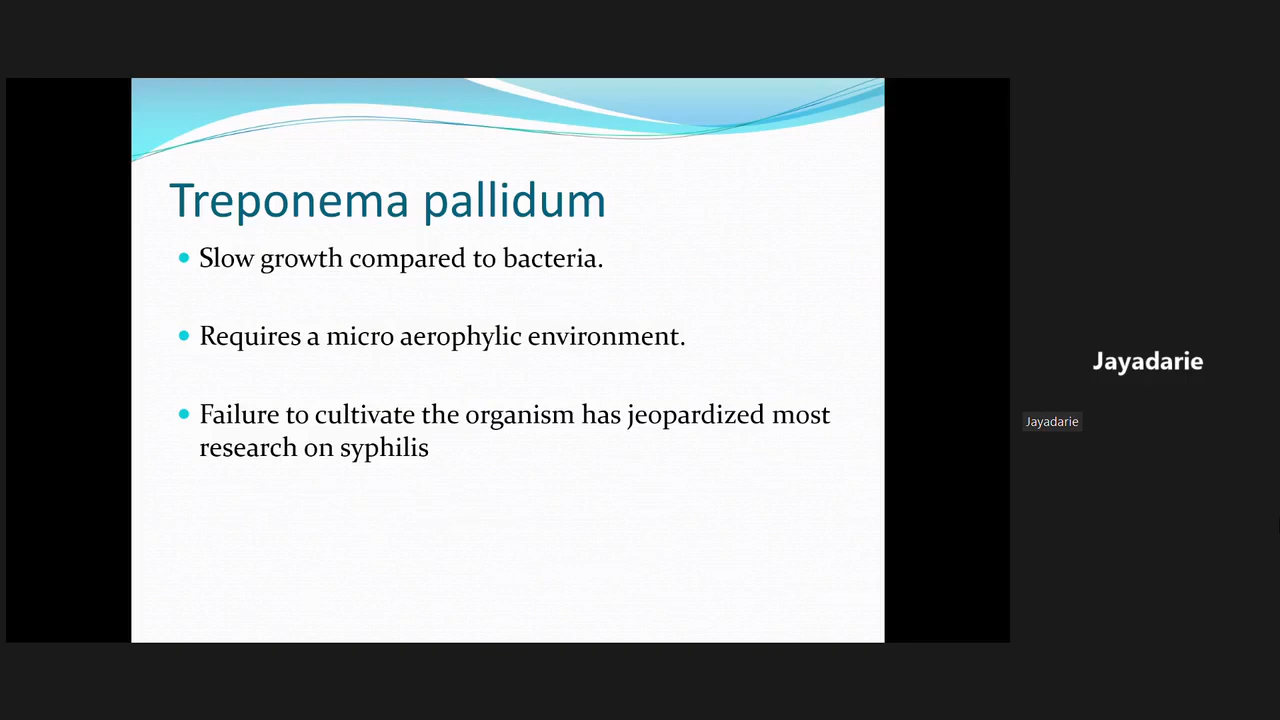 Treponema pallidum
Slow growth compared to bacteria.
Requires a micro aerophylic environment.
Failure to cultivate the organism has jeopardized most
research on syphilis
Jayadarie
Jayadarie